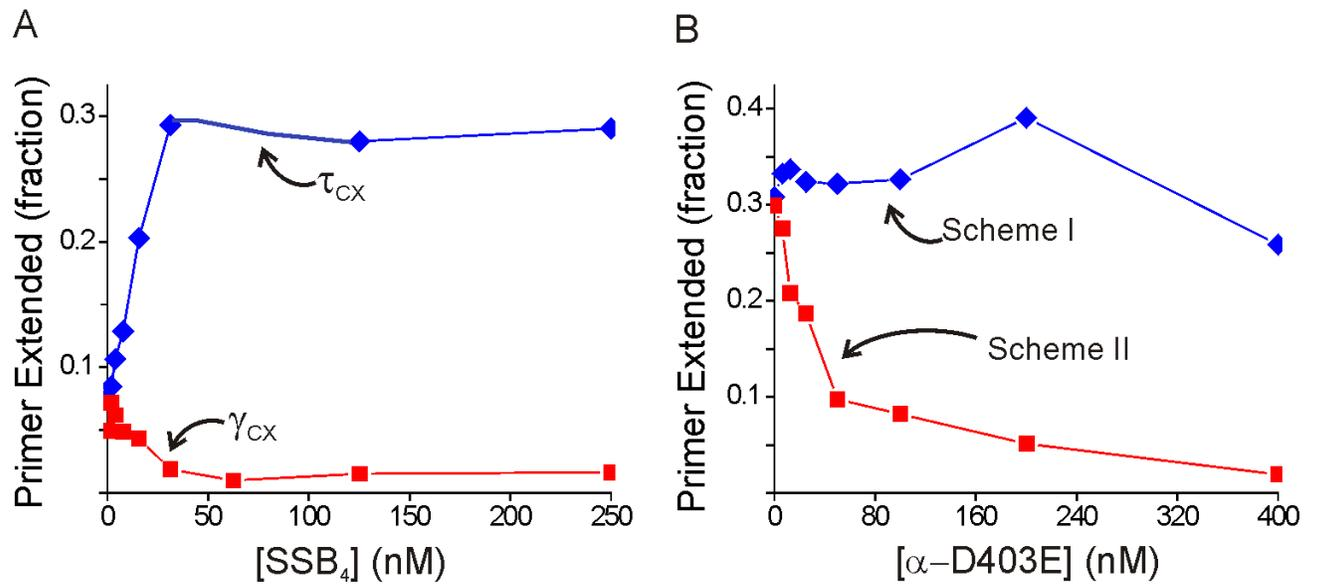 A
Primer Extended (fraction)
0.3
0.2
0.1
τCX
γCX
0 50 100 150 200 250
[SSB4] (nM)
B
Primer Extended (fraction)
0.4
0.3
0.2
0.1
Scheme I
Scheme II
0 80 160 240 320 400
[α−D403E] (nM)